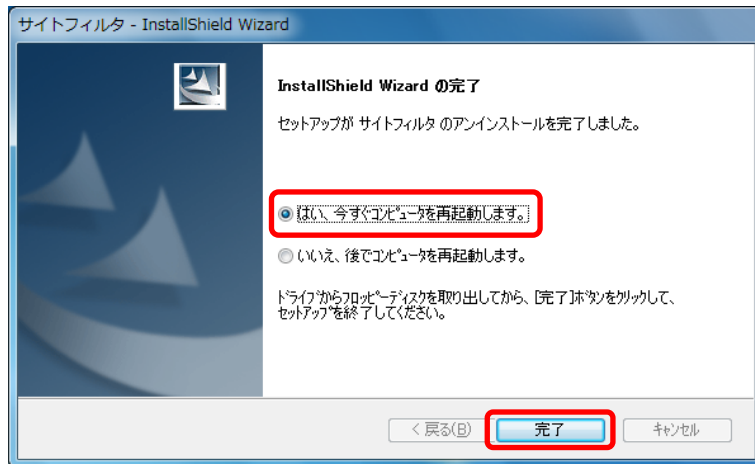 サイトフィルタ - InstallShield Wizard
InstallShield Wizard の完了
セットアップが サイトフィルタ のアンインストールを完了しました。
はい、今すぐｺﾝﾋﾟｭｰﾀを再起動します。
いいえ、後でｺﾝﾋﾟｭｰﾀを再起動します。
ﾄﾞﾗｲﾌﾞからﾌﾛｯﾋﾟｰﾃﾞｨｽｸを取り出してから、[完了]ﾎﾞﾀﾝをｸﾘｯｸして、
ｾｯﾄｱｯﾌﾟを終了してください。
< 戻る(B)
完了
ｷｬﾝｾﾙ